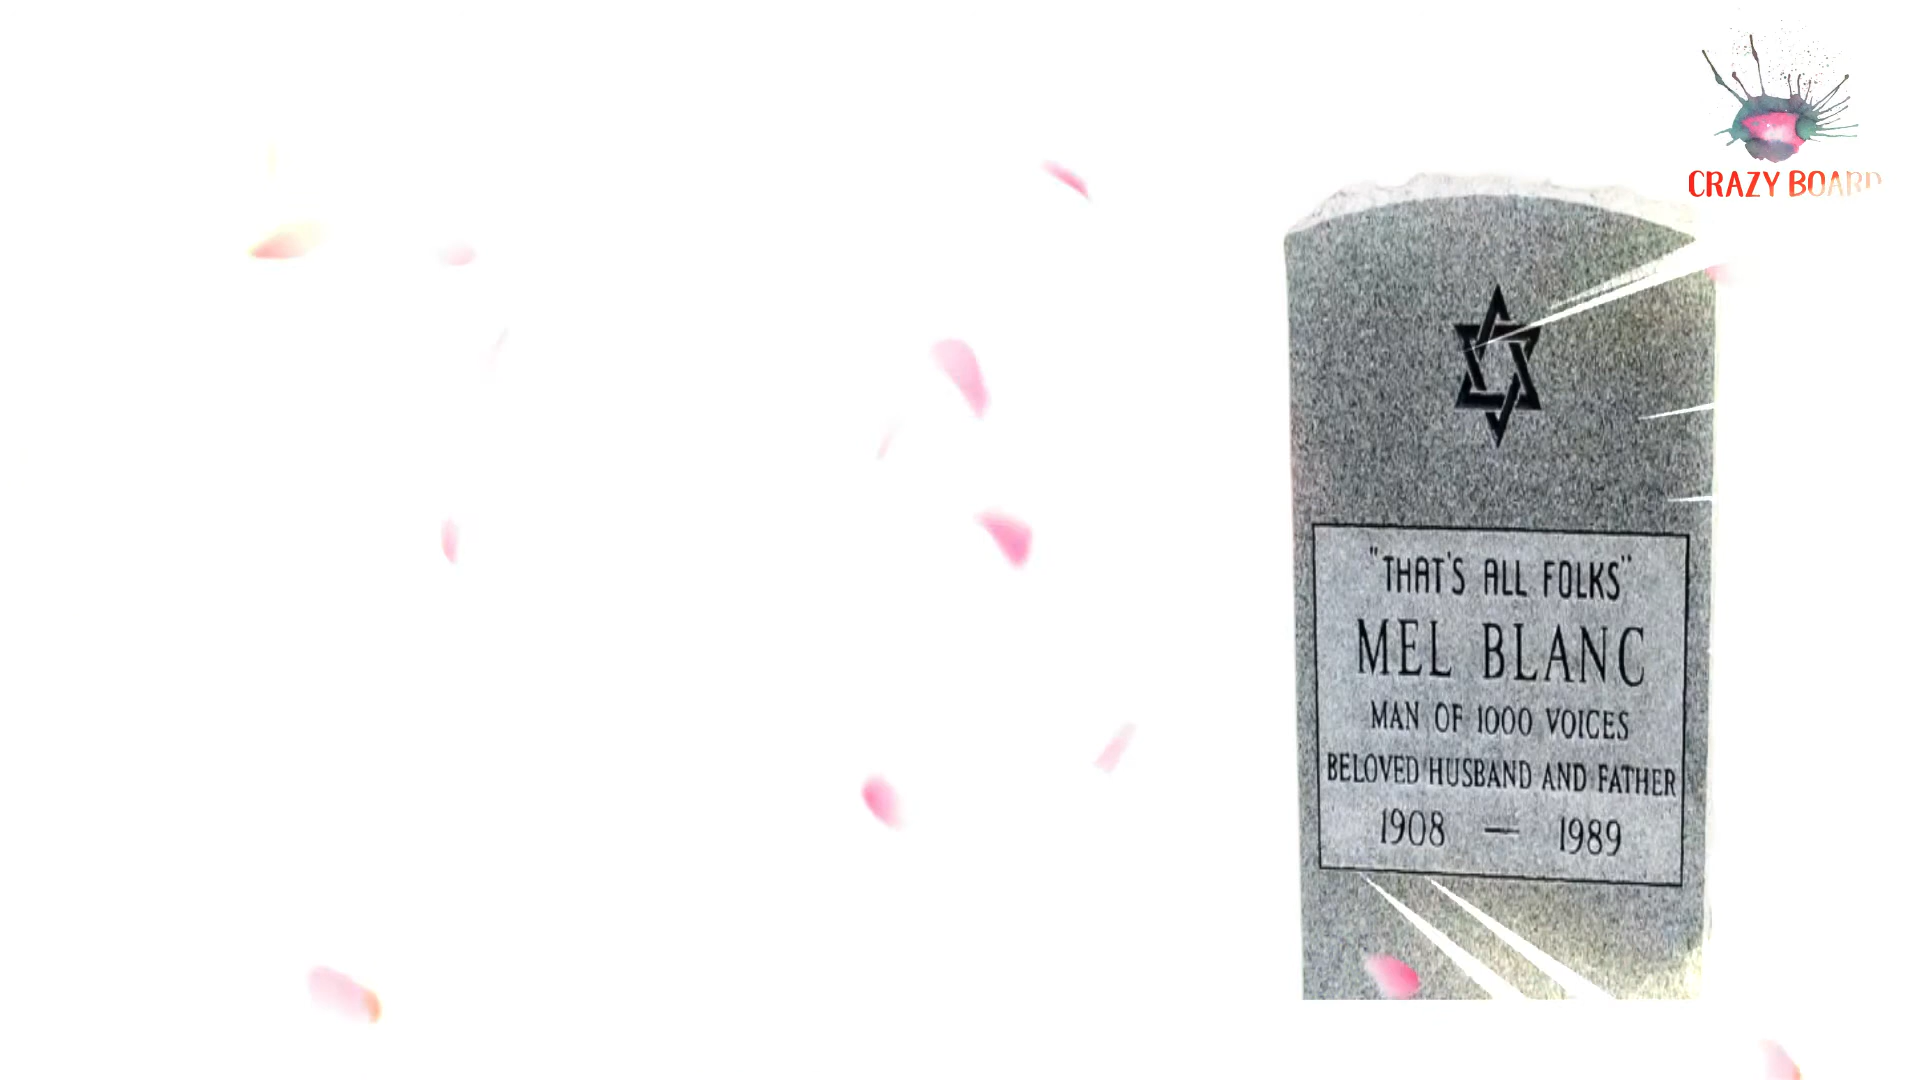 CRAZY BOARD
"THAT'S ALL FOLKS"
MEL BLANC
MAN OF 1000 VOICES
BELOVED HUSBAND AND FATHER
1908 — 1989